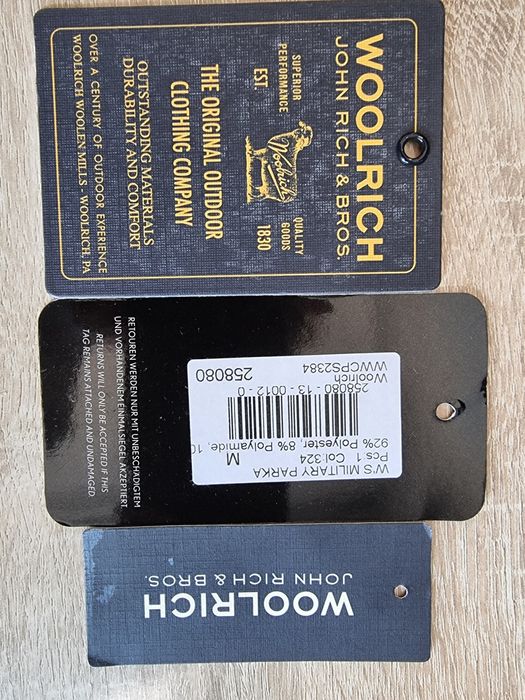 WOOLRICH
JOHN RICH & BROS.
SUPERIOR
PERFORMANCE
QUALITY
GOODS
Woolrich
EST.
1830
THE ORIGINAL OUTDOOR
CLOTHING COMPANY
OUTSTANDING MATERIALS
DURABILITY AND COMFORT
OVER A CENTURY OF OUTDOOR EXPERIENCE
WOOLRICH WOOLEN MILLS - WOOLRICH, PA
W'S MILITARY PARKA
Pcs:1 Col:324 M
92% Polyester, 8% Polyamide, 10
258080 - 13 - 0012 - 0
Woolrich
WWCPS2384 258080
RETOUREN WERDEN NUR MIT UNBESCHÄDIGTEM
UND VORHANDENEM EINMALSIEGEL AKZEPTIERT.
RETURNS WILL ONLY BE ACCEPTED IF THIS
TAG REMAINS ATTACHED AND UNDAMAGED.
WOOLRICH
JOHN RICH & BROS.